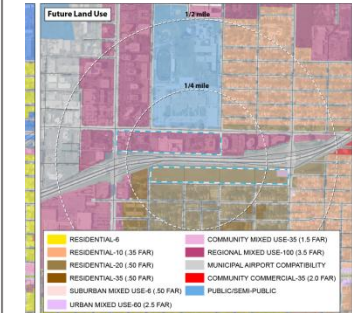 Future Land Use
1/2 mile
1/4 mile
RESIDENTIAL-6
RESIDENTIAL-10 (.35 FAR)
RESIDENTIAL-20 (.50 FAR)
RESIDENTIAL-35 (.50 FAR)
SUBURBAN MIXED USE-6 (.50 FAR)
URBAN MIXED USE-60 (2.5 FAR)
COMMUNITY MIXED USE-35 (1.5 FAR)
REGIONAL MIXED USE-100 (3.5 FAR)
MUNICIPAL AIRPORT COMPATIBILITY
COMMUNITY COMMERCIAL-35 (2.0 FAR)
PUBLIC/SEMI-PUBLIC